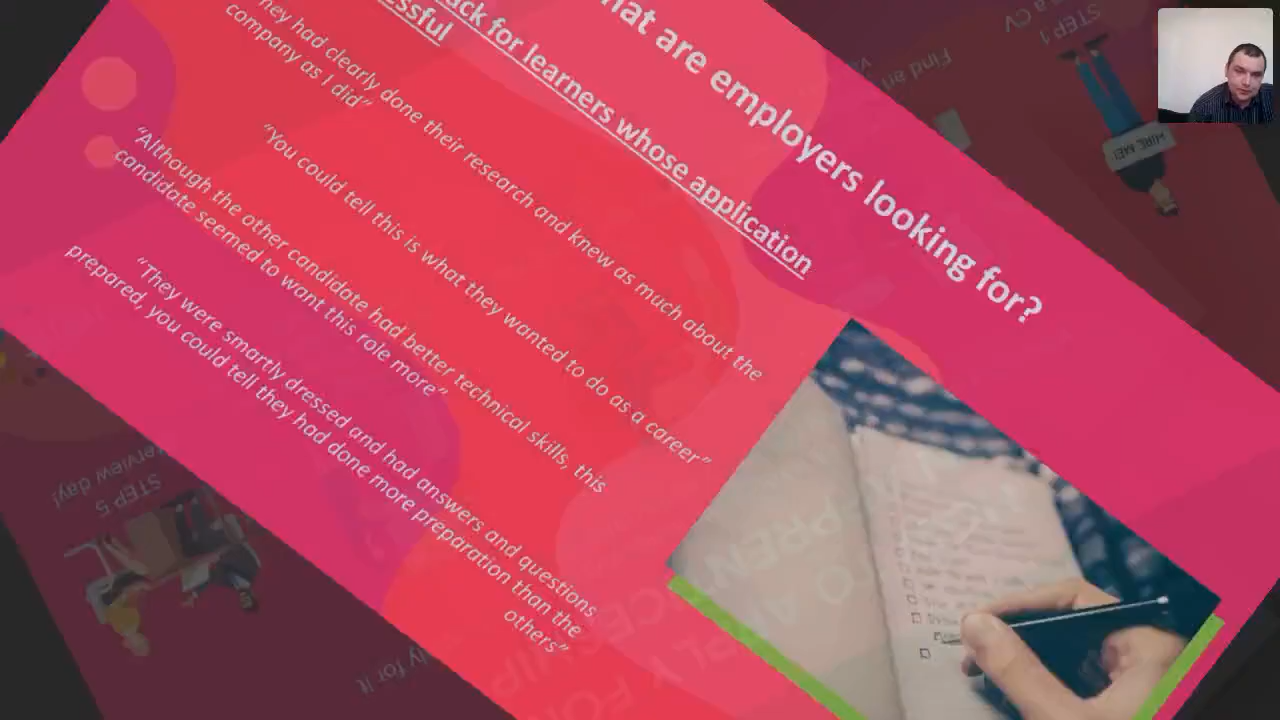 hat are employers looking for?
ack for learners whose application
essful
hey had clearly done their research and knew as much about the
company as I did”
“You could tell this is what they wanted to do as a career”
“Although the other candidate had better technical skills, this
candidate seemed to want this role more”
“They were smartly dressed and had answers and questions
prepared, you could tell they had done more preparation than the
others”
STEP 1
Find an
a CV
HIRE ME!
STEP 5
erview day!
ly for it